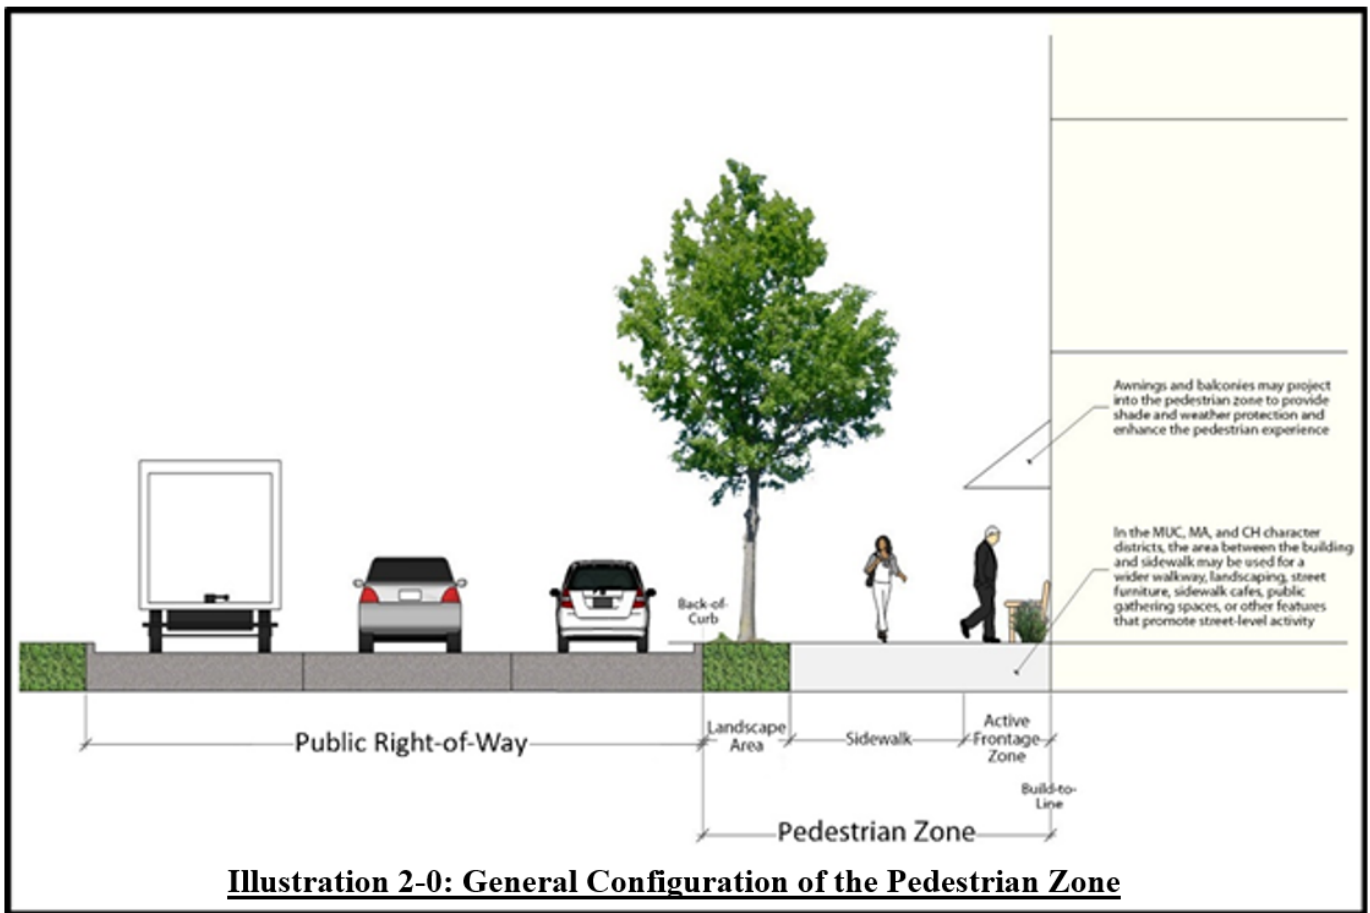 Awnings and balconies may project
into the pedestrian zone to provide
shade and weather protection and
enhance the pedestrian experience
In the MUC, MA, and CH character
districts, the area between the building
and sidewalk may be used for a
wider walkway, landscaping, street
furniture, sidewalk cafes, public
gathering spaces, or other features
that promote street-level activity
Back-of-
Curb
Public Right-of-Way
Landscape
Area
Sidewalk
Active
Frontage
Zone
Build-to-
Line
Pedestrian Zone
Illustration 2-0: General Configuration of the Pedestrian Zone